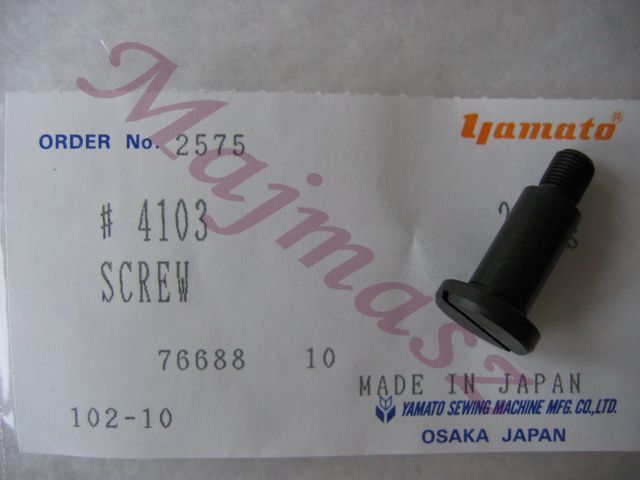 ORDER No. 2575
yamato®
# 4103
SCREW
76688 10
MADE IN JAPAN
YAMATO SEWING MACHINE MFG. CO.,LTD.
102-10
OSAKA JAPAN
Majmasz